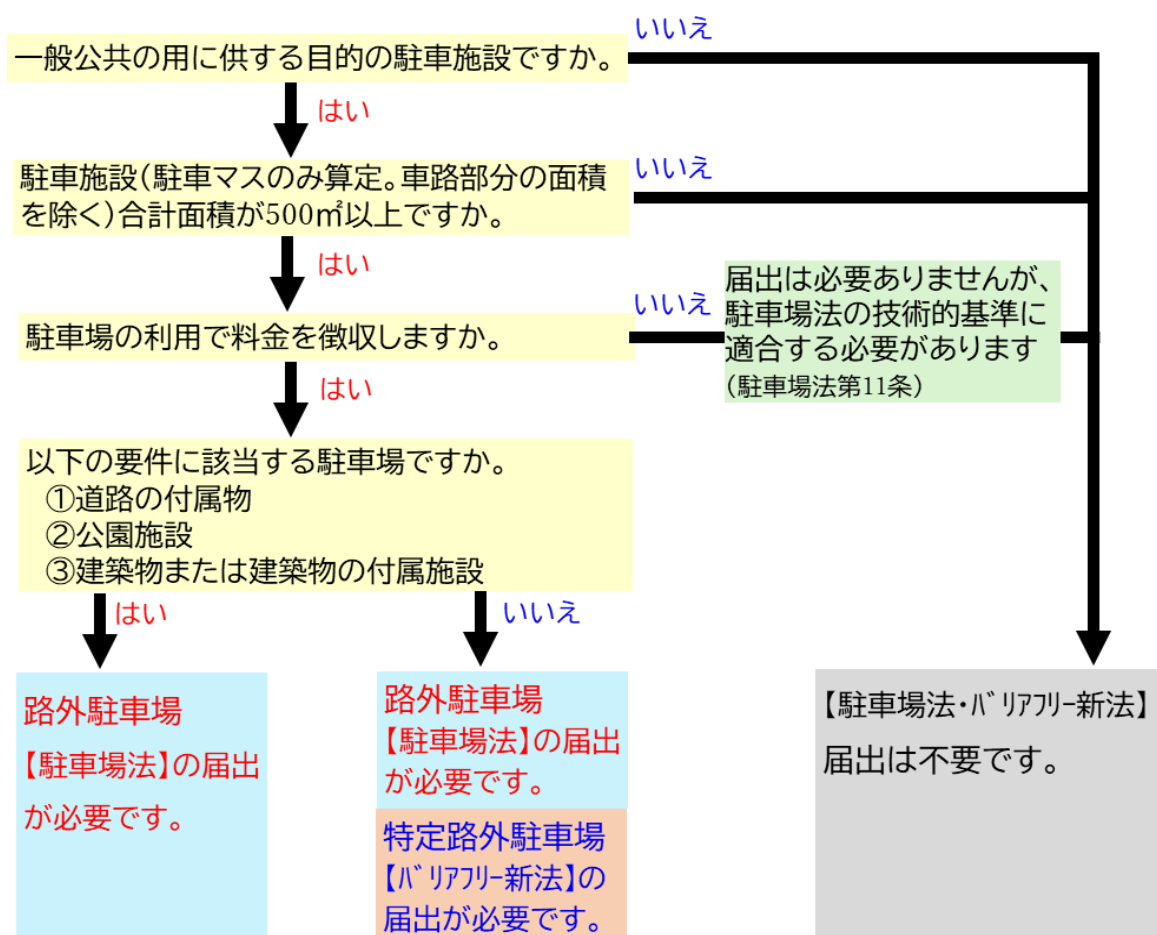 一般公共の用に供する目的の駐車施設ですか。
いいえ
はい
駐車施設(駐車マスのみ算定。車路部分の面積
を除く)合計面積が500㎡以上ですか。
いいえ
はい
駐車場の利用で料金を徴収しますか。
いいえ
届出は必要ありませんが、
駐車場法の技術的基準に
適合する必要があります
(駐車場法第11条)
はい
以下の要件に該当する駐車場ですか。
①道路の付属物
②公園施設
③建築物または建築物の付属施設
はい
いいえ
路外駐車場
【駐車場法】の届出
が必要です。
路外駐車場
【駐車場法】の届出
が必要です。
特定路外駐車場
【ﾊﾞﾘｱﾌﾘｰ新法】の
届出が必要です。
【駐車場法・ﾊﾞﾘｱﾌﾘｰ新法】
届出は不要です。